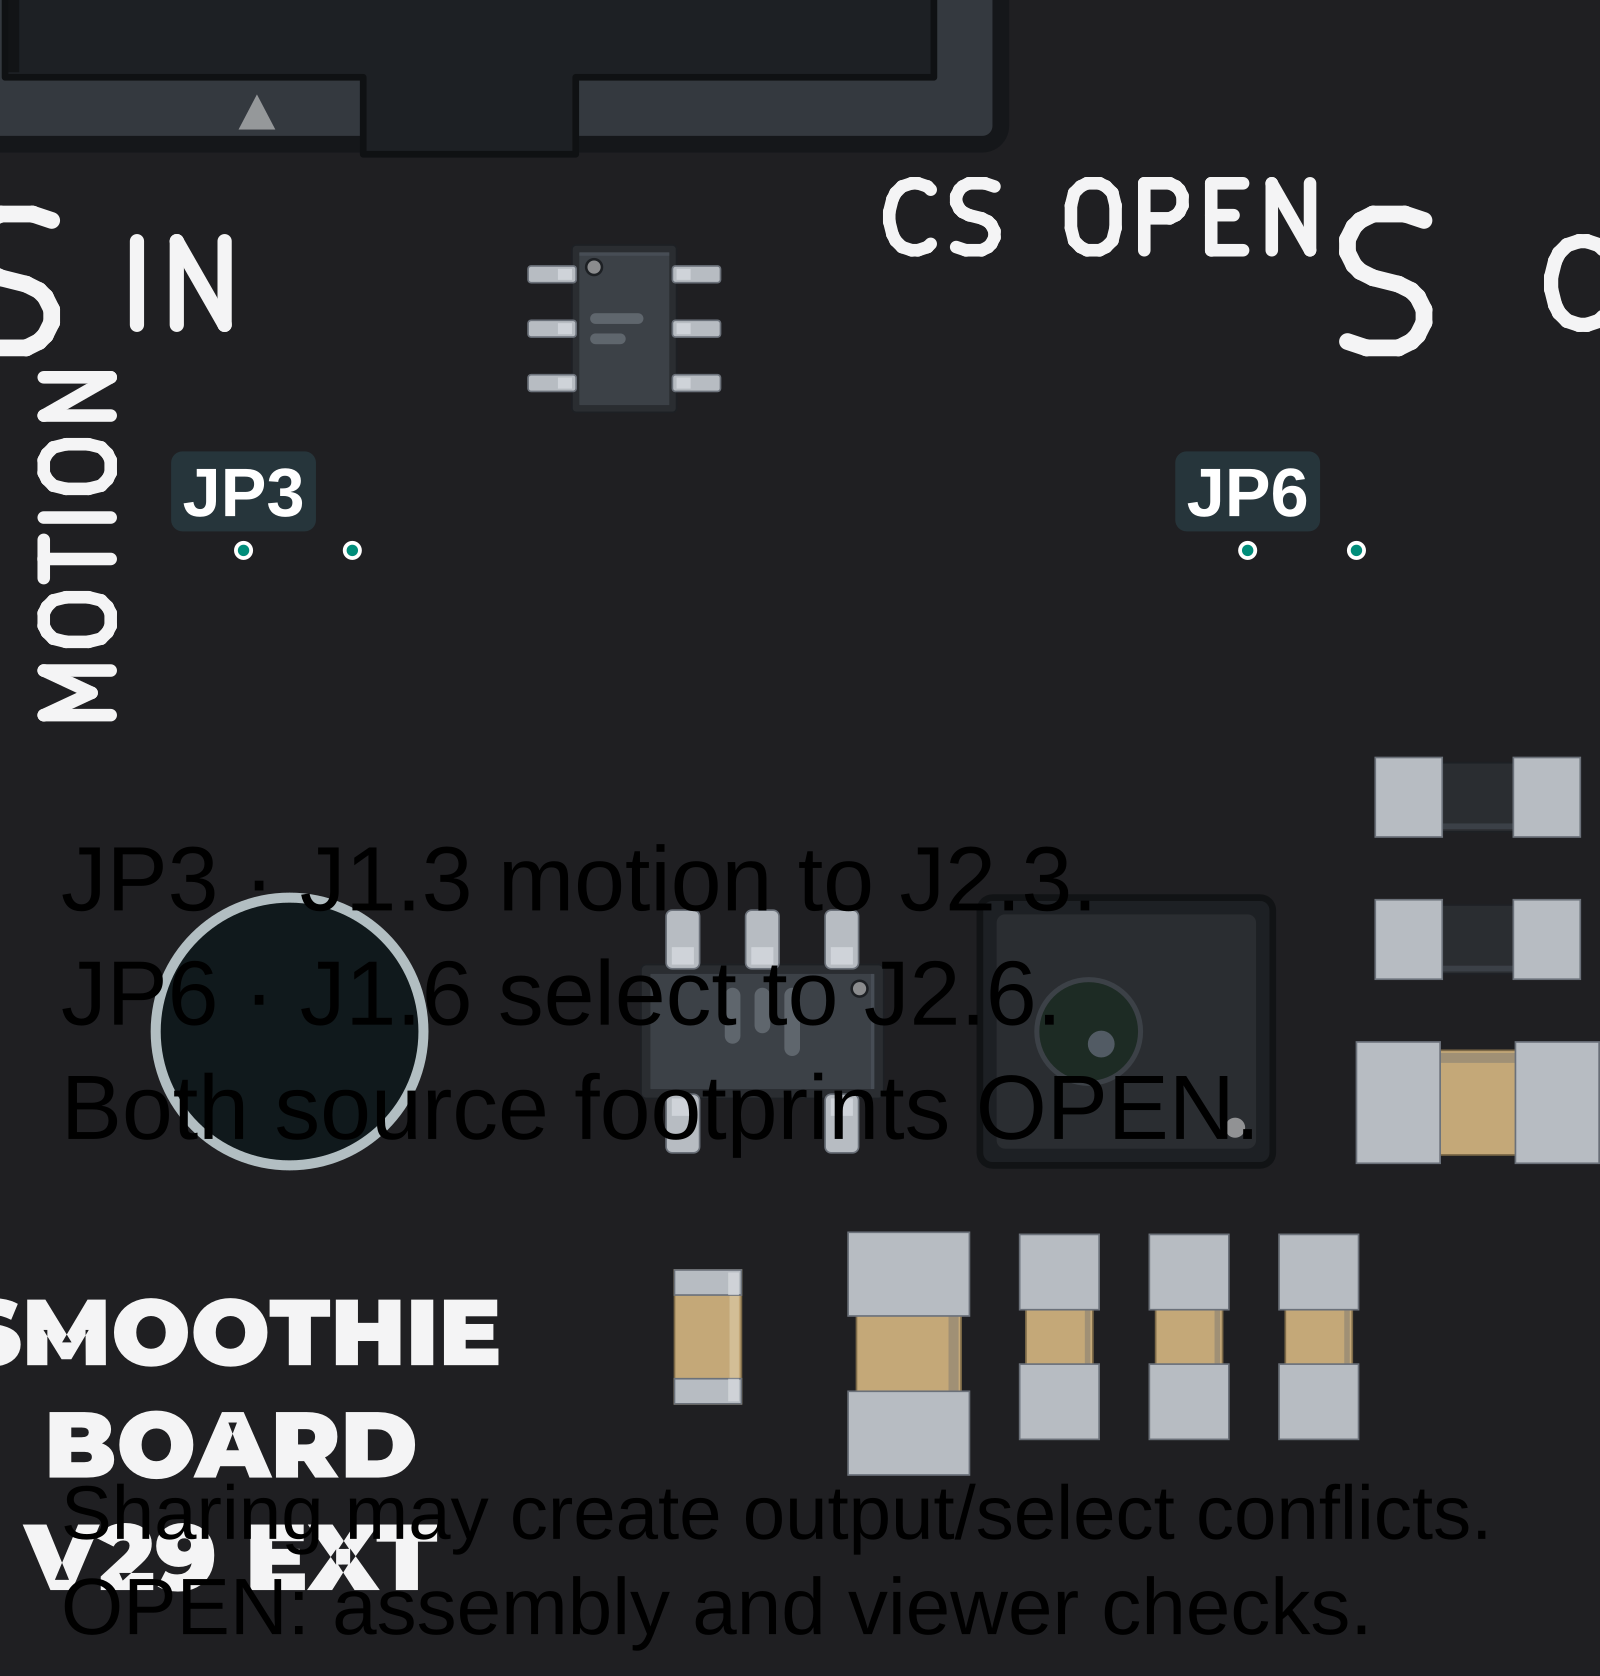 CS OPEN
S IN
S
MOTION
JP3
JP6
JP3 · J1.3 motion to J2.3.
JP6 · J1.6 select to J2.6.
Both source footprints OPEN.
SMOOTHIE
BOARD
V29 EXT
Sharing may create output/select conflicts.
OPEN: assembly and viewer checks.